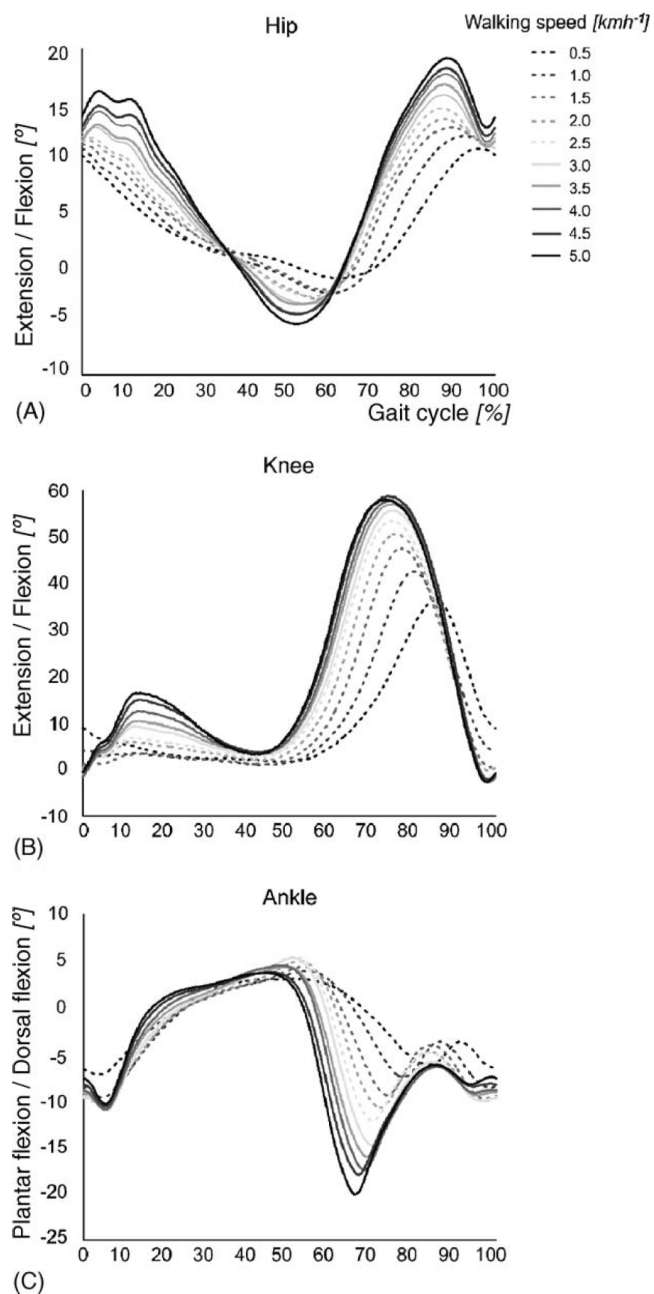 Hip
Walking speed [kmh-1]
0.5
1.0
1.5
2.0
2.5
3.0
3.5
4.0
4.5
5.0
Extension / Flexion [º]
20
15
10
5
0
-5
-10
0 10 20 30 40 50 60 70 80 90 100
Gait cycle [%]
(A)
Knee
Extension / Flexion [º]
60
50
40
30
20
10
0
-10
0 10 20 30 40 50 60 70 80 90 100
(B)
Ankle
Plantar flexion / Dorsal flexion [º]
10
5
0
-5
-10
-15
-20
-25
0 10 20 30 40 50 60 70 80 90 100
(C)